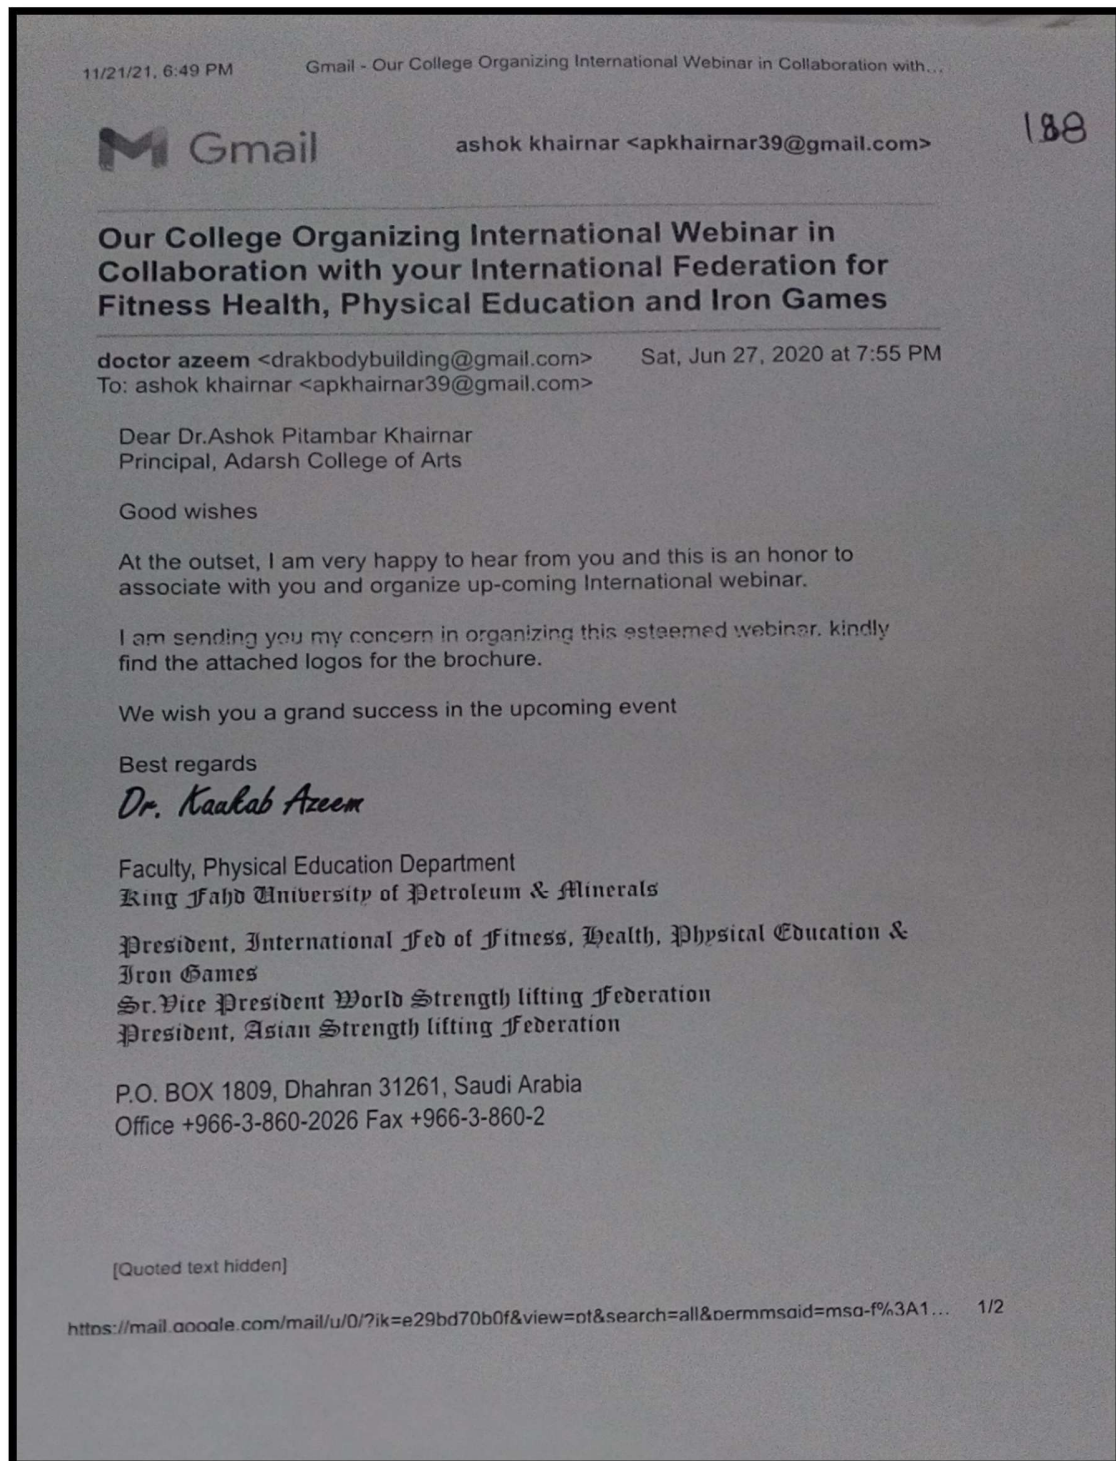 11/21/21, 6:49 PM Gmail - Our College Organizing International Webinar in Collaboration with...
188
Gmail ashok khairnar <apkhairnar39@gmail.com>
Our College Organizing International Webinar in
Collaboration with your International Federation for
Fitness Health, Physical Education and Iron Games
doctor azeem <drakbodybuilding@gmail.com> Sat, Jun 27, 2020 at 7:55 PM
To: ashok khairnar <apkhairnar39@gmail.com>
Dear Dr.Ashok Pitambar Khairnar
Principal, Adarsh College of Arts
Good wishes
At the outset, I am very happy to hear from you and this is an honor to
associate with you and organize up-coming International webinar.
I am sending you my concern in organizing this esteemed webinar. kindly
find the attached logos for the brochure.
We wish you a grand success in the upcoming event
Best regards
Dr. Kaukab Azeem
Faculty, Physical Education Department
King Fahd University of Petroleum & Minerals
President, International Fed of Fitness, Health, Physical Education &
Iron Games
Sr.Vice President World Strength lifting Federation
President, Asian Strength lifting Federation
P.O. BOX 1809, Dhahran 31261, Saudi Arabia
Office +966-3-860-2026 Fax +966-3-860-2
[Quoted text hidden]
https://mail.google.com/mail/u/0/?ik=e29bd70b0f&view=pt&search=all&permmsgid=msg-f%3A1... 1/2